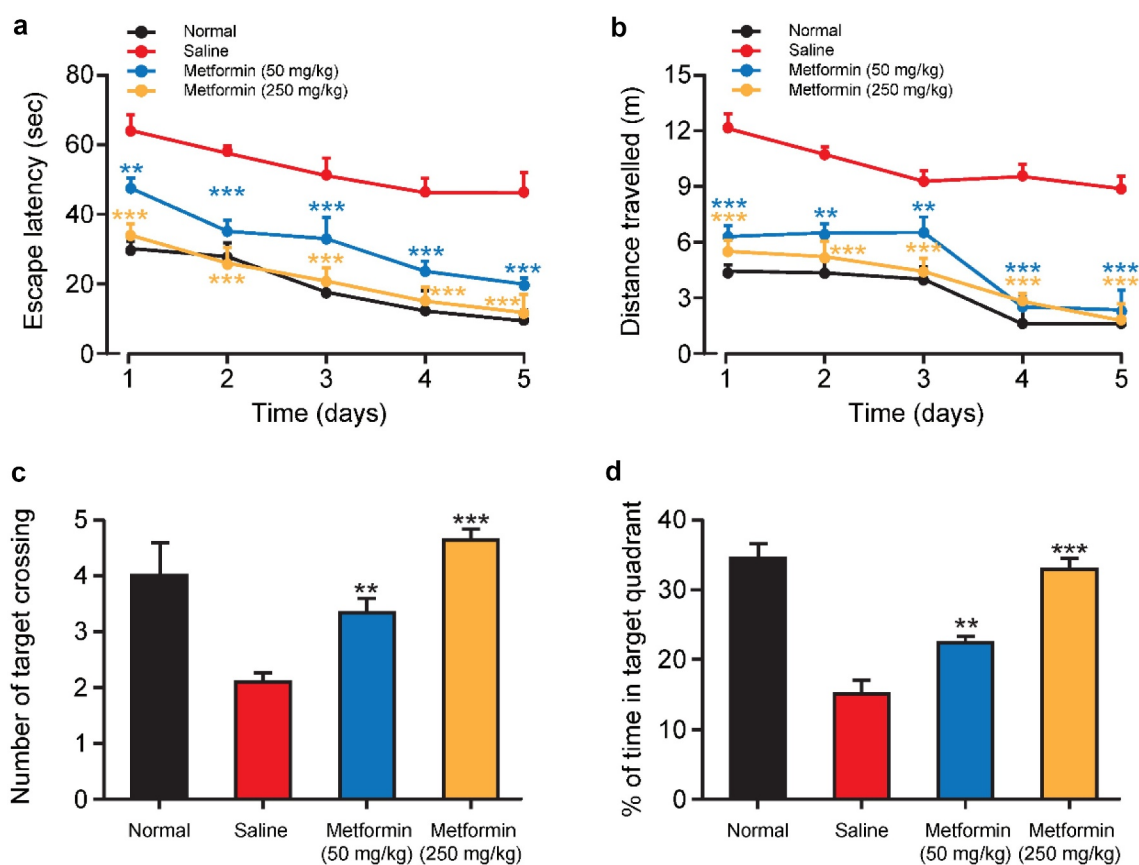 a
Normal
Saline
Metformin (50 mg/kg)
Metformin (250 mg/kg)
Escape latency (sec)
80
60
40
20
0
**
***
***
***
***
***
***
***
***
***
1
2
3
4
5
Time (days)
b
Normal
Saline
Metformin (50 mg/kg)
Metformin (250 mg/kg)
Distance travelled (m)
15
12
9
6
3
0
***
**
**
***
***
***
***
***
***
***
1
2
3
4
5
Time (days)
c
Number of target crossing
5
4
3
2
1
0
**
***
Normal
Saline
Metformin
(50 mg/kg)
Metformin
(250 mg/kg)
d
% of time in target quadrant
40
30
20
10
0
**
***
Normal
Saline
Metformin
(50 mg/kg)
Metformin
(250 mg/kg)